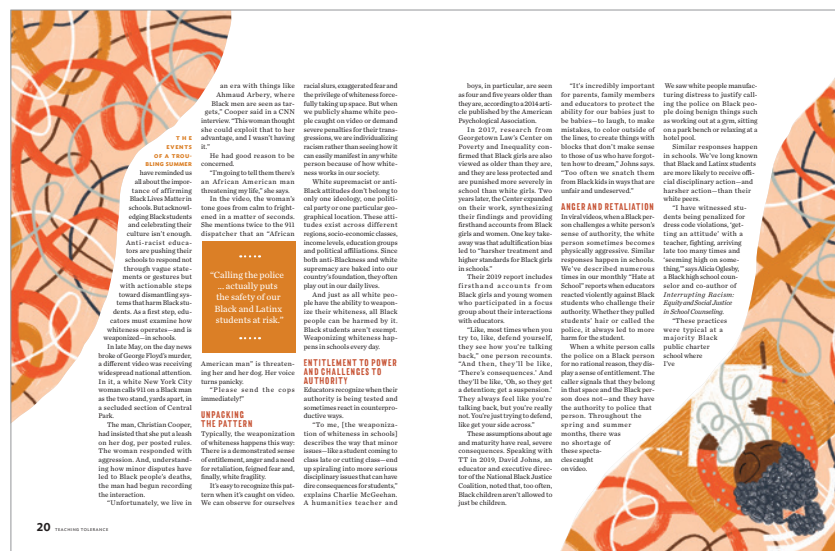 THE
EVENTS
OF A TROU-
BLING SUMMER
have reminded us
all about the impor-
tance of affirming
Black Lives Matter in
schools. But acknowl-
edging Black students
and celebrating their
culture isn't enough.
Anti-racist educa-
tors are pushing their
schools to respond not
through vague state-
ments or gestures but
with actionable steps
toward dismantling sys-
tems that harm Black stu-
dents. As a first step, edu-
cators must examine how
whiteness operates—and is
weaponized—in schools.
In late May, on the day news
broke of George Floyd's murder,
a different video was receiving
widespread national attention.
In it, a white New York City
woman calls 911 on a Black man
as the two stand, yards apart, in
a secluded section of Central
Park.
The man, Christian Cooper,
had insisted that she put a leash
on her dog, per posted rules.
The woman responded with
aggression. And, understand-
ing how minor disputes have
led to Black people's deaths,
the man had begun recording
the interaction.
"Unfortunately, we live in
an era with things like
Ahmaud Arbery, where
Black men are seen as tar-
gets," Cooper said in a CNN
interview. "This woman thought
she could exploit that to her
advantage, and I wasn't having
it."
He had good reason to be
concerned.
"I'm going to tell them there's
an African American man
threatening my life," she says.
In the video, the woman's
tone goes from calm to fright-
ened in a matter of seconds.
She mentions twice to the 911
dispatcher that an "African
"Calling the police
... actually puts
the safety of our
Black and Latinx
students at risk."
American man" is threaten-
ing her and her dog. Her voice
turns panicky.
"Please send the cops
immediately!"
UNPACKING
THE PATTERN
Typically, the weaponization
of whiteness happens this way:
There is a demonstrated sense
of entitlement, anger and a need
for retaliation, feigned fear and,
finally, white fragility.
It's easy to recognize this pat-
tern when it's caught on video.
We can observe for ourselves
racial slurs, exaggerated fear and
the privilege of whiteness force-
fully taking up space. But when
we publicly shame white peo-
ple caught on video or demand
severe penalties for their trans-
gressions, we are individualizing
racism rather than seeing how it
can easily manifest in any white
person because of how white-
ness works in our society.
White supremacist or anti-
Black attitudes don't belong to
only one ideology, one politi-
cal party or one particular geo-
graphical location. These atti-
tudes exist across different
regions, socio-economic classes,
income levels, education groups
and political affiliations. Since
both anti-Blackness and white
supremacy are baked into our
country's foundation, they often
play out in our daily lives.
And just as all white peo-
ple have the ability to weapon-
ize their whiteness, all Black
people can be harmed by it.
Black students aren't exempt.
Weaponizing whiteness hap-
pens in schools every day.
ENTITLEMENT TO POWER
AND CHALLENGES TO
AUTHORITY
Educators recognize when their
authority is being tested and
sometimes react in counterpro-
ductive ways.
"To me, [the weaponiza-
tion of whiteness in schools]
describes the way that minor
issues—like a student coming to
class late or cutting class—end
up spiraling into more serious
disciplinary issues that can have
dire consequences for students,"
explains Charlie McGeehan.
A humanities teacher and
boys, in particular, are seen
as four and five years older than
they are, according to a 2014 arti-
cle published by the American
Psychological Association.
In 2017, research from
Georgetown Law's Center on
Poverty and Inequality con-
firmed that Black girls are also
viewed as older than they are,
and they are less protected and
are punished more severely in
school than white girls. Two
years later, the Center expanded
on their work, synthesizing
their findings and providing
firsthand accounts from Black
girls and women. One key take-
away was that adultification bias
led to "harsher treatment and
higher standards for Black girls
in schools."
Their 2019 report includes
firsthand accounts from
Black girls and young women
who participated in a focus
group about their interactions
with educators.
"Like, most times when you
try to, like, defend yourself,
they see how you're talking
back," one person recounts.
"And then, they'll be like,
'There's consequences.' And
they'll be like, 'Oh, so they get
a detention; get a suspension.'
They always feel like you're
talking back, but you're really
not. You're just trying to defend,
like, get your side across."
These assumptions about age
and maturity have real, severe
consequences. Speaking with
TT in 2019, David Johns, an
educator and executive direc-
tor of the National Black Justice
Coalition, noted that, too often,
Black children aren't allowed to
just be children.
"It's incredibly important
for parents, family members
and educators to protect the
ability for our babies just to
be babies—to laugh, to make
mistakes, to color outside of
the lines, to create things with
blocks that don't make sense
to those of us who have forgot-
ten how to dream," Johns says.
"Too often we snatch them
from Black kids in ways that are
unfair and undeserved."
ANGER AND RETALIATION
In viral videos, when a Black per-
son challenges a white person's
sense of authority, the white
person sometimes becomes
physically aggressive. Similar
responses happen in schools.
We've described numerous
times in our monthly "Hate at
School" reports when educators
reacted violently against Black
students who challenge their
authority. Whether they pulled
students' hair or called the
police, it always led to more
harm for the student.
When a white person calls
the police on a Black person
for no rational reason, they dis-
play a sense of entitlement. The
caller signals that they belong
in that space and the Black per-
son does not—and they have
the authority to police that
person. Throughout the
spring and summer
months, there was
no shortage of
these specta-
cles caught
on video.
We saw white people manufac-
turing distress to justify call-
ing the police on Black peo-
ple doing benign things such
as working out at a gym, sitting
on a park bench or relaxing at a
hotel pool.
Similar responses happen
in schools. We've long known
that Black and Latinx students
are more likely to receive offi-
cial disciplinary action—and
harsher action—than their
white peers.
"I have witnessed stu-
dents being penalized for
dress code violations, 'get-
ting an attitude' with a
teacher, fighting, arriving
late too many times and
'seeming high on some-
thing,'" says Alicia Oglesby,
a Black high school coun-
selor and co-author of
Interrupting Racism:
Equity and Social Justice
in School Counseling.
"These practices
were typical at a
majority Black
public charter
school where
I've
20 TEACHING TOLERANCE